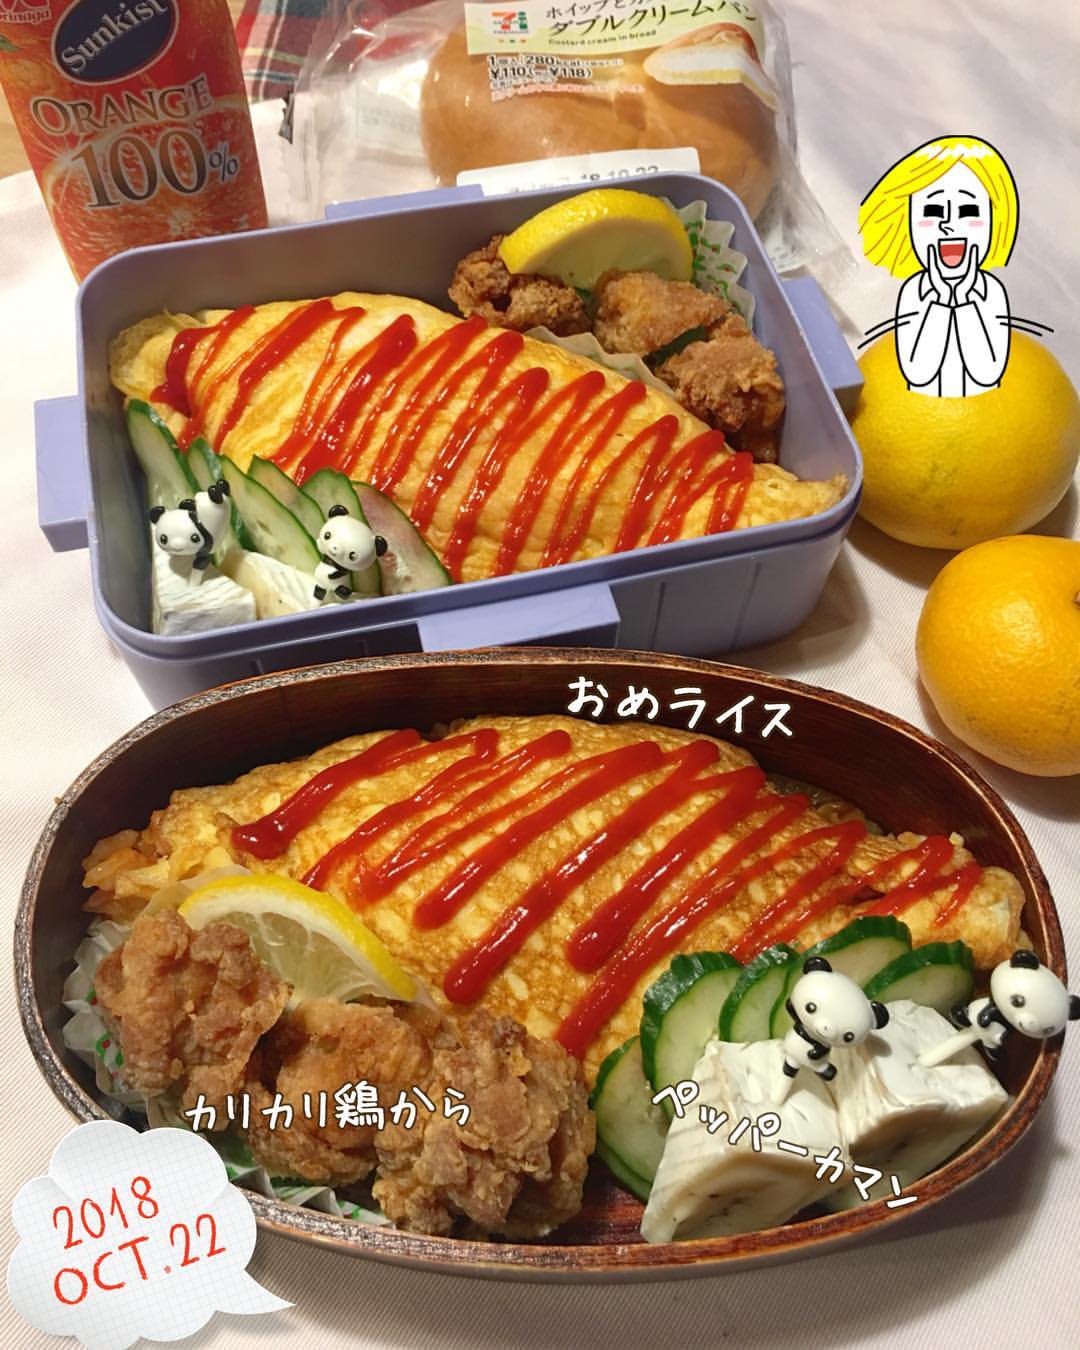 Sunkist
ORANGE
100%
ダブルクリームパン
Custard cream in bread
280kcal
¥110
¥118
おめライス
カリカリ鶏から
ペッパーカマン
2018
OCT.22